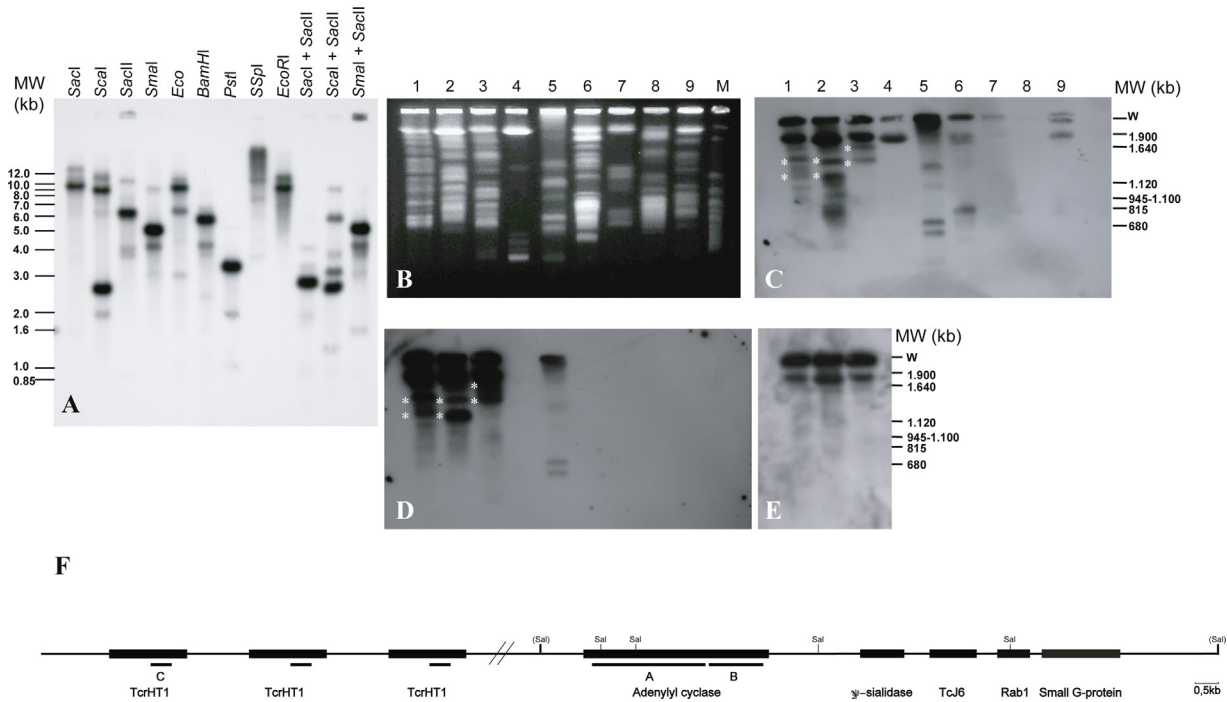 MW
(kb)
SacI
ScaI
SacII
SmaI
Eco
BamHI
PstI
SSpI
EcoRI
SacI + SacII
ScaI + SacII
SmaI + SacII
12.0
10.0
8.0
7.0
6.0
5.0
4.0
3.0
2.0
1.6
1.0
0.85
A
1 2 3 4 5 6 7 8 9 M
B
1 2 3 4 5 6 7 8 9 MW (kb)
* * * * * *
W
1.900
1.640
1.120
945-1.100
815
680
C
* * * * * *
D
MW (kb)
W
1.900
1.640
1.120
945-1.100
815
680
E
F
(Sal) Sal Sal Sal Sal (Sal)
C A B
TcrHT1 TcrHT1 TcrHT1 Adenylyl cyclase ψ–sialidase TcJ6 Rab1 Small G-protein
0,5kb